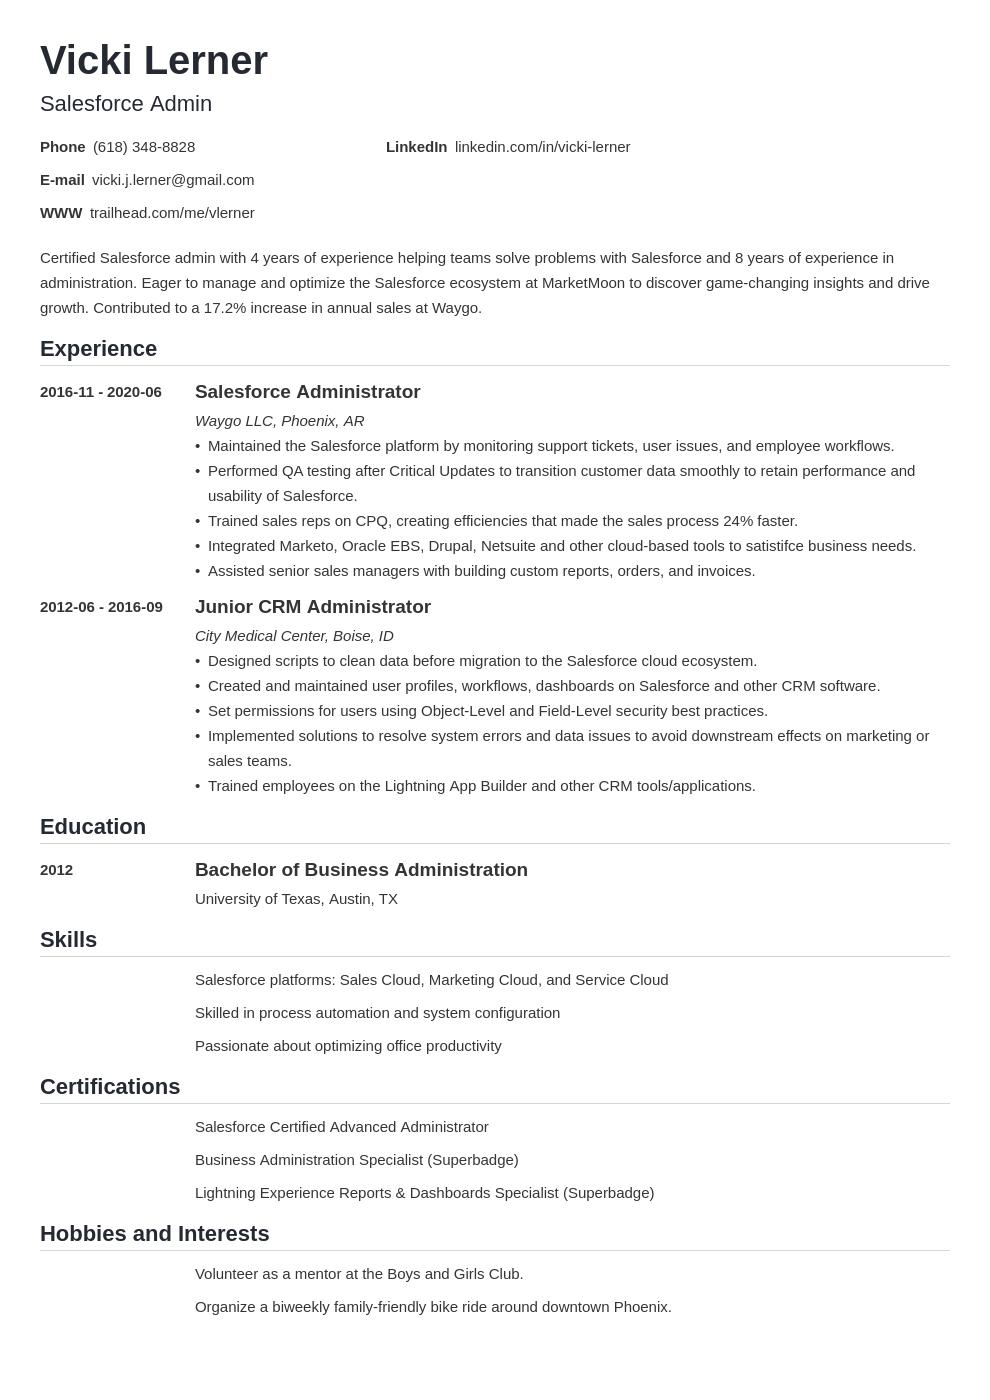 Vicki Lerner
Salesforce Admin
Phone (618) 348-8828 LinkedIn linkedin.com/in/vicki-lerner
E-mail vicki.j.lerner@gmail.com
WWW trailhead.com/me/vlerner
Certified Salesforce admin with 4 years of experience helping teams solve problems with Salesforce and 8 years of experience in
administration. Eager to manage and optimize the Salesforce ecosystem at MarketMoon to discover game-changing insights and drive
growth. Contributed to a 17.2% increase in annual sales at Waygo.
Experience
2016-11 - 2020-06 Salesforce Administrator
Waygo LLC, Phoenix, AR
• Maintained the Salesforce platform by monitoring support tickets, user issues, and employee workflows.
• Performed QA testing after Critical Updates to transition customer data smoothly to retain performance and
usability of Salesforce.
• Trained sales reps on CPQ, creating efficiencies that made the sales process 24% faster.
• Integrated Marketo, Oracle EBS, Drupal, Netsuite and other cloud-based tools to satistifce business needs.
• Assisted senior sales managers with building custom reports, orders, and invoices.
2012-06 - 2016-09 Junior CRM Administrator
City Medical Center, Boise, ID
• Designed scripts to clean data before migration to the Salesforce cloud ecosystem.
• Created and maintained user profiles, workflows, dashboards on Salesforce and other CRM software.
• Set permissions for users using Object-Level and Field-Level security best practices.
• Implemented solutions to resolve system errors and data issues to avoid downstream effects on marketing or
sales teams.
• Trained employees on the Lightning App Builder and other CRM tools/applications.
Education
2012 Bachelor of Business Administration
University of Texas, Austin, TX
Skills
Salesforce platforms: Sales Cloud, Marketing Cloud, and Service Cloud
Skilled in process automation and system configuration
Passionate about optimizing office productivity
Certifications
Salesforce Certified Advanced Administrator
Business Administration Specialist (Superbadge)
Lightning Experience Reports & Dashboards Specialist (Superbadge)
Hobbies and Interests
Volunteer as a mentor at the Boys and Girls Club.
Organize a biweekly family-friendly bike ride around downtown Phoenix.